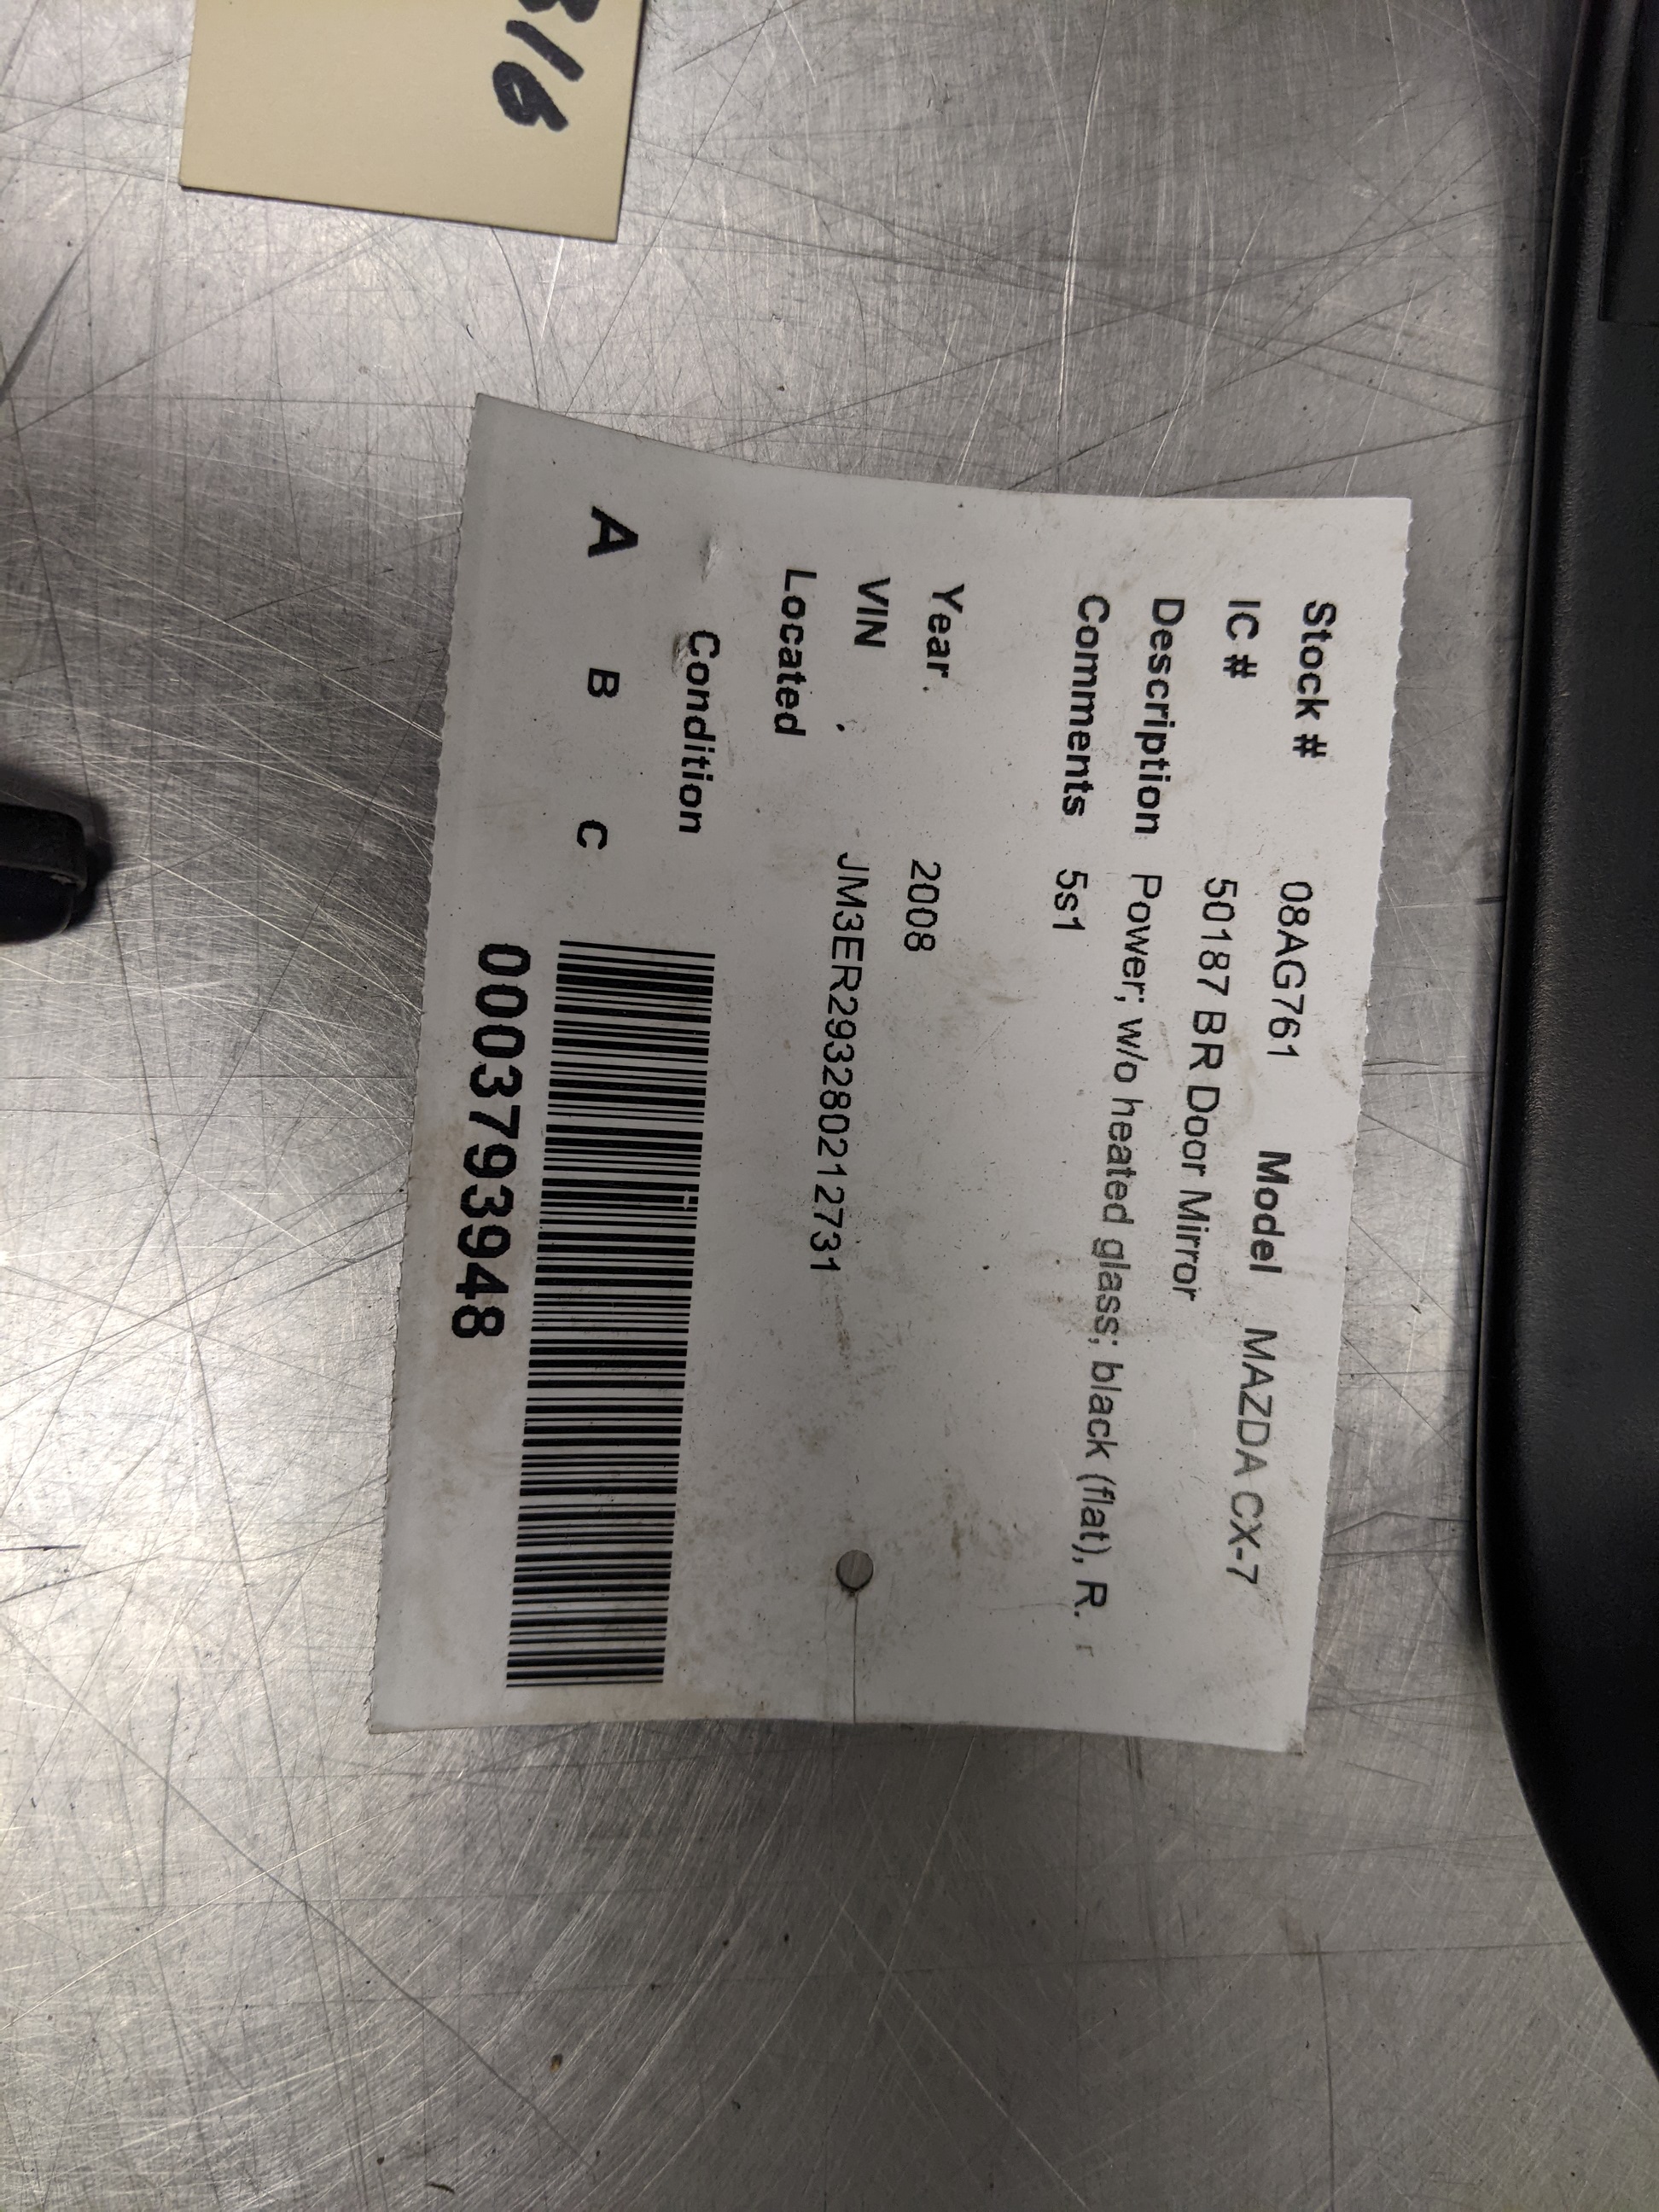 316
Stock # 08AG761 Model MAZDA CX-7
IC # 50187 BR Door Mirror
Description Power; w/o heated glass; black (flat), R.
Comments 5s1
Year 2008
VIN JM3ER293280212731
Located
Condition
A B C
0003793948